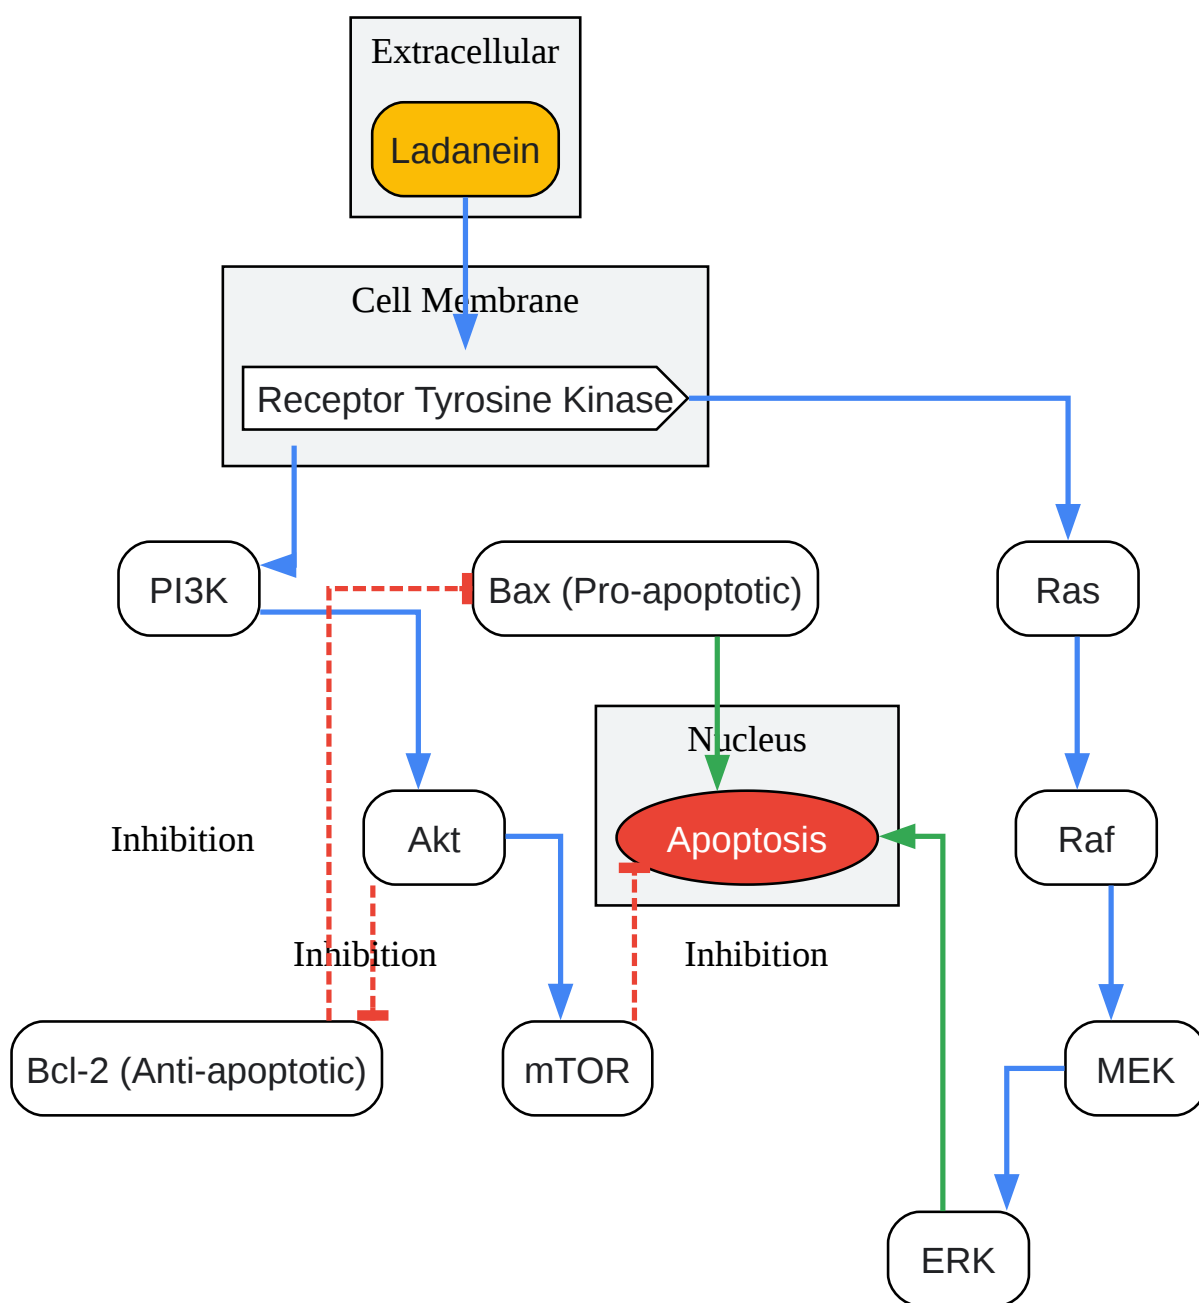 Extracellular
Ladanein
Cell Membrane
Receptor Tyrosine Kinase
PI3K
Bax (Pro-apoptotic)
Ras
Nucleus
Inhibition
Akt
Apoptosis
Raf
Inhibition
Inhibition
Bcl-2 (Anti-apoptotic)
mTOR
MEK
ERK